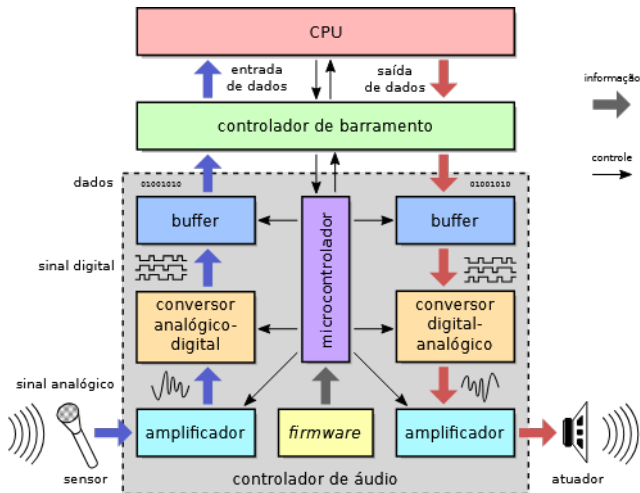 CPU
entrada
de dados
saída
de dados
informação
controlador de barramento
controle
dados
01001010
01001010
buffer
microcontrolador
buffer
sinal digital
conversor
analógico-
digital
conversor
digital-
analógico
sinal analógico
amplificador
firmware
amplificador
sensor
controlador de áudio
atuador